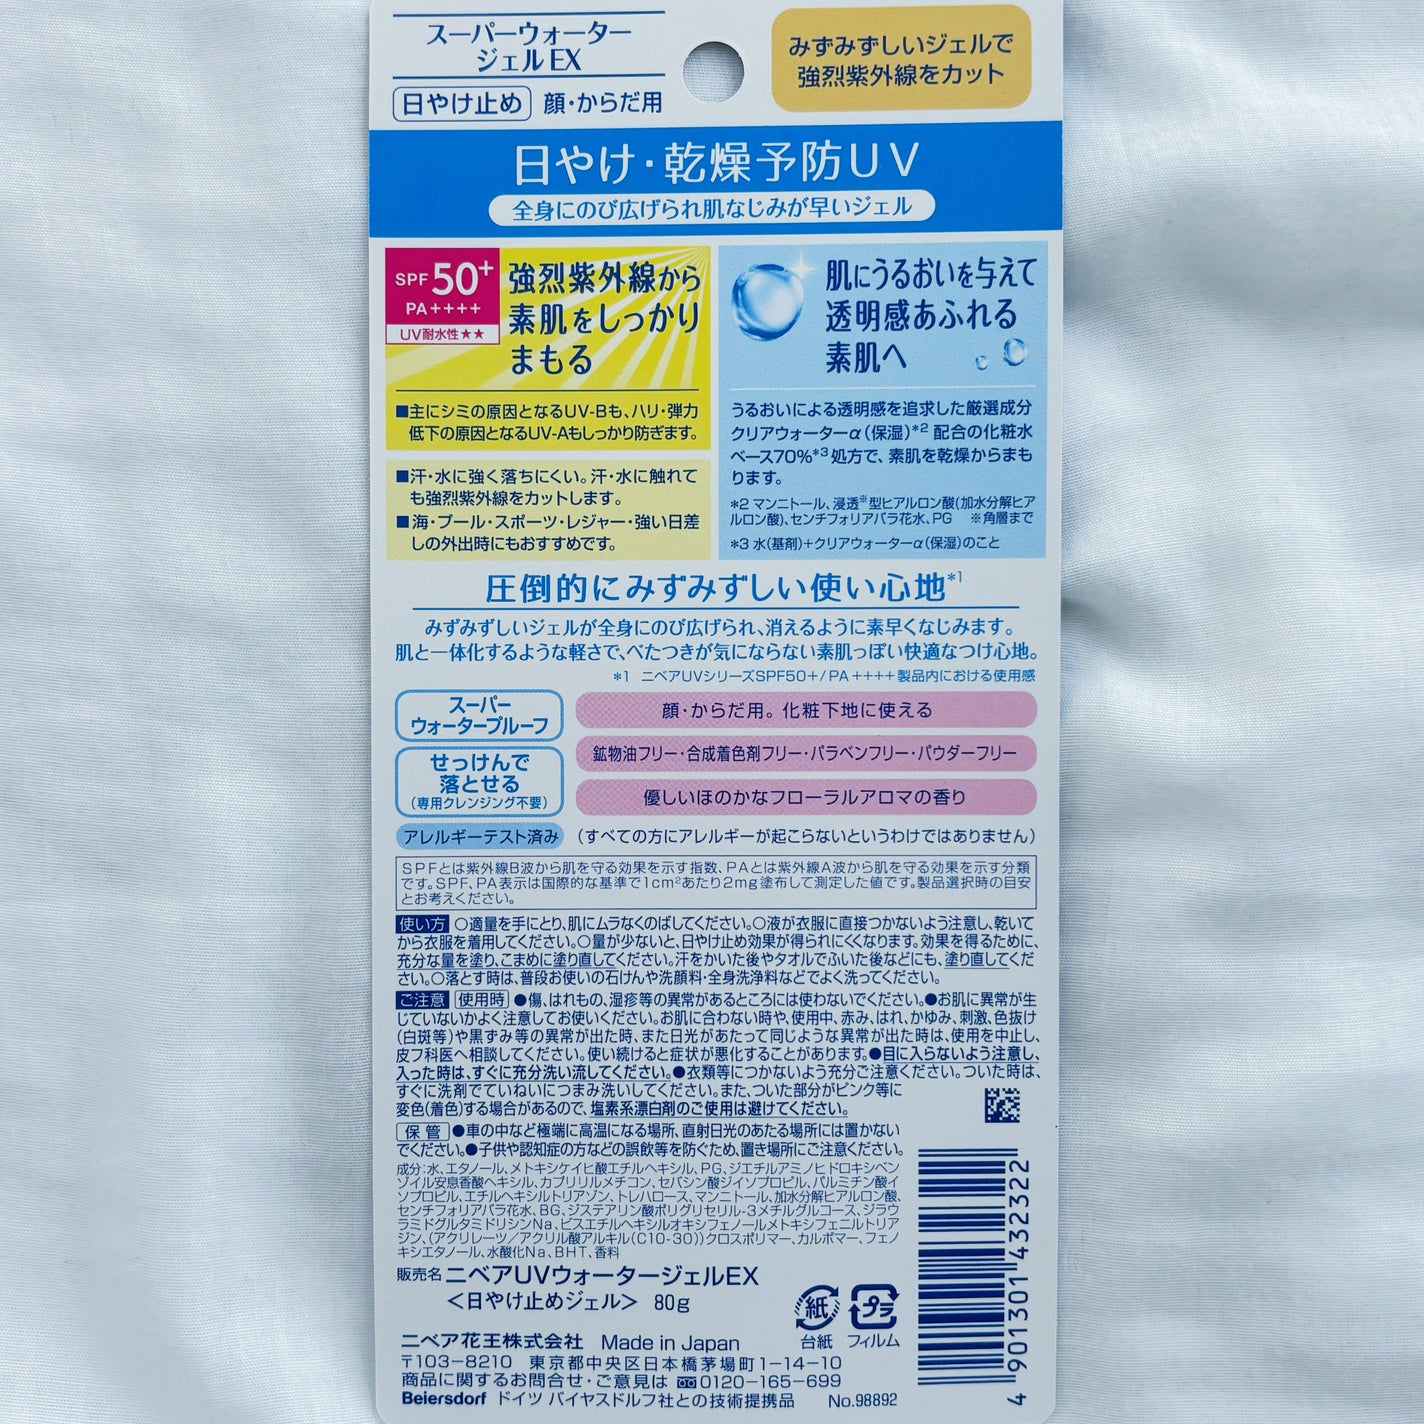 スーパーウォーター
ジェルEX
日やけ止め 顔・からだ用
みずみずしいジェルで
強烈紫外線をカット
日やけ・乾燥予防UV
全身にのび広げられ肌なじみが早いジェル
SPF50+
PA++++
UV耐水性★★
強烈紫外線から
素肌をしっかり
まもる
■主にシミの原因となるUV-Bも、ハリ・弾力
低下の原因となるUV-Aもしっかり防ぎます。
■汗・水に強く落ちにくい。汗・水に触れて
も強烈紫外線をカットします。
■海・プール・スポーツ・レジャー・強い日差
しの外出時にもおすすめです。
肌にうるおいを与えて
透明感あふれる
素肌へ
うるおいによる透明感を追求した厳選成分
クリアウォーターα(保湿)*2 配合の化粧水
ベース70%*3 処方で、素肌を乾燥からまも
ります。
*2 マンニトール、浸透※型ヒアルロン酸(加水分解ヒア
ルロン酸)、センチフォリアバラ花水、PG ※角層まで
*3 水(基剤)+クリアウォーターα(保湿)のこと
圧倒的にみずみずしい使い心地*1
みずみずしいジェルが全身にのび広げられ、消えるように素早くなじみます。
肌と一体化するような軽さで、べたつきが気にならない素肌っぽい快適なつけ心地。
*1 ニベアUVシリーズSPF50+/PA++++製品内における使用感
スーパー
ウォータープルーフ
顔・からだ用。化粧下地に使える
せっけんで
落とせる
(専用クレンジング不要)
鉱物油フリー・合成着色剤フリー・パラベンフリー・パウダーフリー
優しいほのかなフローラルアロマの香り
アレルギーテスト済み (すべての方にアレルギーが起こらないというわけではありません)
SPFとは紫外線B波から肌を守る効果を示す指数、PAとは紫外線A波から肌を守る効果を示す分類
です。SPF、PA表示は国際的な基準で1cm²あたり2mg塗布して測定した値です。製品選択時の目安
とお考えください。
使い方 ○適量を手にとり、肌にムラなくのばしてください。○液が衣服に直接つかないよう注意し、乾いて
から衣服を着用してください。○量が少ないと、日やけ止め効果が得られにくくなります。効果を得るために、
充分な量を塗り、こまめに塗り直してください。汗をかいた後やタオルでふいた後などにも、塗り直してくだ
さい。○落とす時は、普段お使いの石けんや洗顔料・全身洗浄料などでよく洗ってください。
ご注意 使用時 ●傷、はれもの、湿疹等の異常があるところには使わないでください。●お肌に異常が生
じていないかよく注意してお使いください。お肌に合わない時や、使用中、赤み、はれ、かゆみ、刺激、色抜け
(白斑等)や黒ずみ等の異常が出た時、また日光があたって同じような異常が出た時は、使用を中止し、
皮フ科医へ相談してください。使い続けると症状が悪化することがあります。●目に入らないよう注意し、
入った時は、すぐに充分洗い流してください。●衣類等につかないよう充分ご注意ください。ついた時は、
すぐに洗剤でていねいにつまみ洗いしてください。また、ついた部分がピンク等に
変色(着色)する場合があるので、塩素系漂白剤のご使用は避けてください。
保管 ●車の中など極端に高温になる場所、直射日光のあたる場所には置かない
でください。●子供や認知症の方などの誤飲等を防ぐため、置き場所にご注意ください。
成分:水、エタノール、メトキシケイヒ酸エチルヘキシル、PG、ジエチルアミノヒドロキシベン
ゾイル安息香酸ヘキシル、カプリリルメチコン、セバシン酸ジイソプロピル、パルミチン酸イ
ソプロピル、エチルヘキシルトリアゾン、トレハロース、マンニトール、加水分解ヒアルロン酸、
センチフォリアバラ花水、BG、ジステアリン酸ポリグリセリル-3メチルグルコース、ジラウ
ラミドグルタミドリシンNa、ビスエチルヘキシルオキシフェノールメトキシフェニルトリア
ジン、(アクリレーツ/アクリル酸アルキル(C10-30))クロスポリマー、カルボマー、フェノ
キシエタノール、水酸化Na、BHT、香料
販売名 ニベアUVウォータージェルEX
<日やけ止めジェル> 80g
紙 プラ
台紙 フィルム
ニベア花王株式会社 Made in Japan
〒103-8210 東京都中央区日本橋茅場町1-14-10
商品に関するお問合せ・ご意見は 0120-165-699
Beiersdorf ドイツ バイヤスドルフ社との技術提携品 No.98892
4 901301 432322